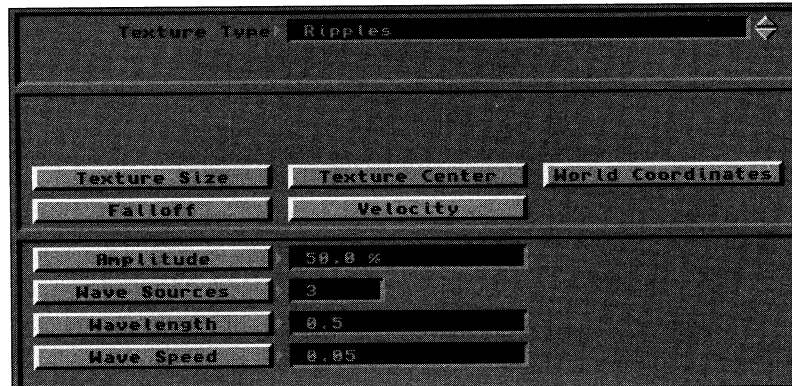 Texture Type Ripples
Texture Size Texture Center World Coordinates
Falloff Velocity
Amplitude 50.0 %
Wave Sources 3
Wavelength 0.5
Wave Speed 0.05